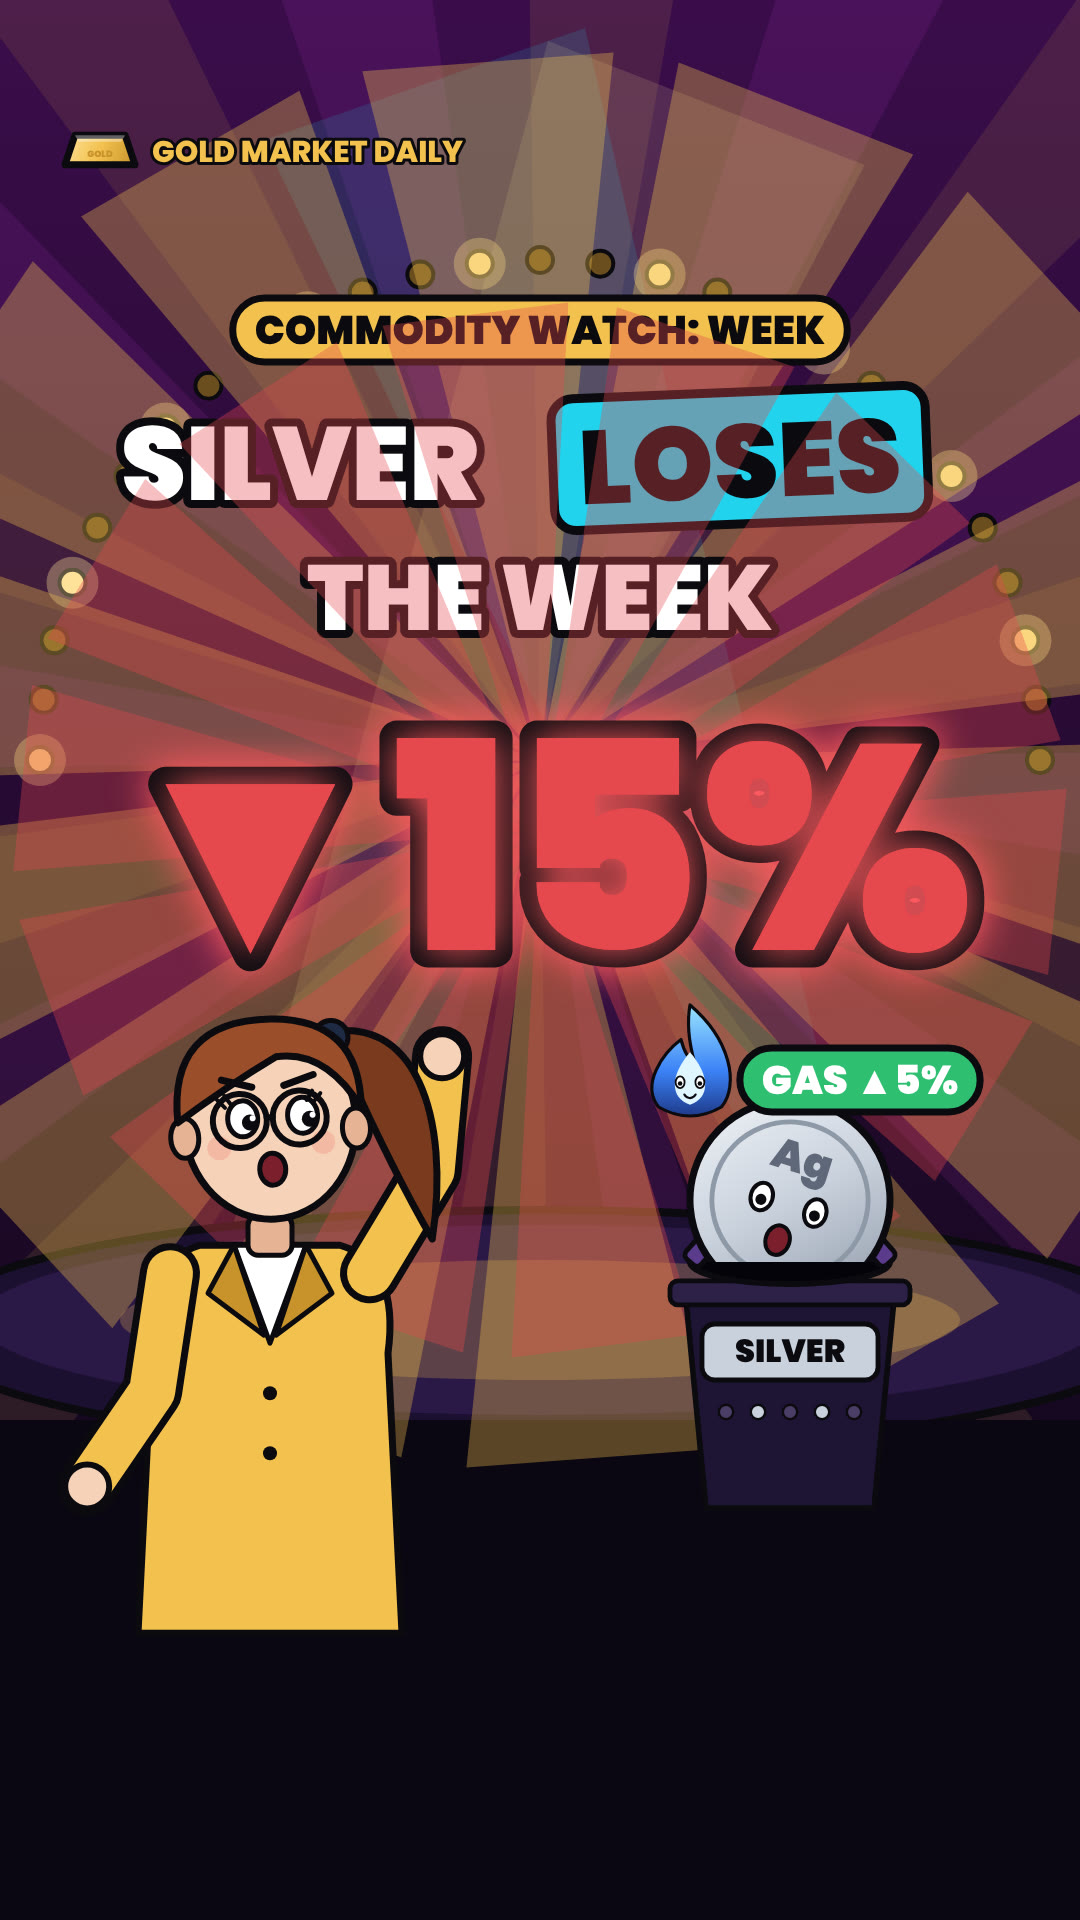 GOLD
GOLD MARKET DAILY
COMMODITY WATCH: WEEK
SILVER LOSES
THE WEEK
▼15%
GAS ▲ 5%
Ag
SILVER